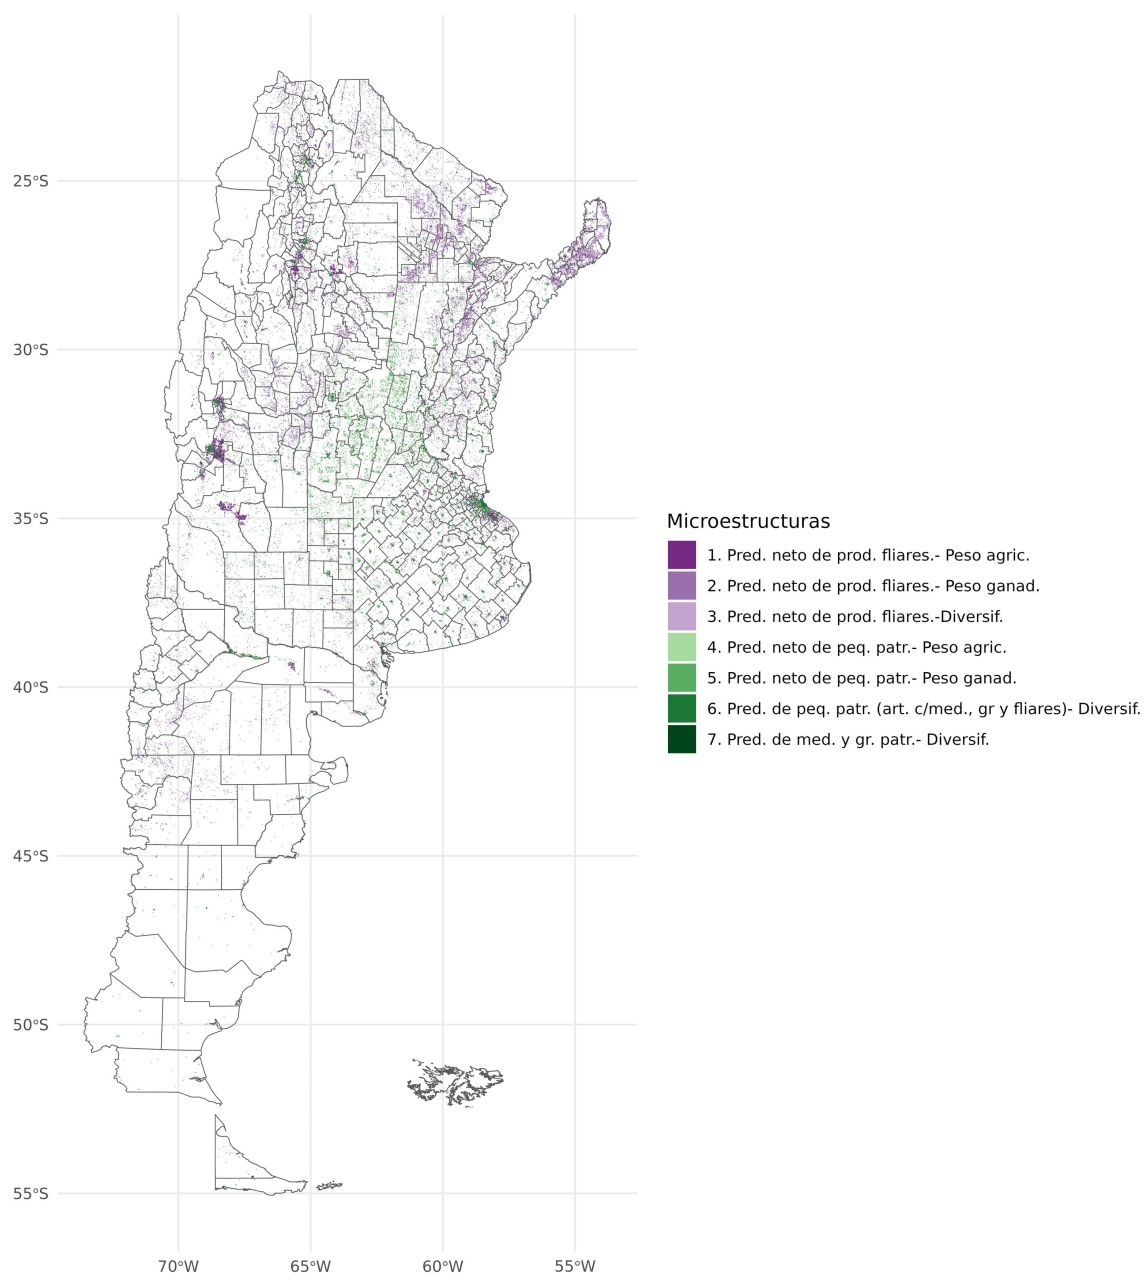 25°S
30°S
35°S
40°S
45°S
50°S
55°S
70°W
65°W
60°W
55°W
Microestructuras
1. Pred. neto de prod. fliares.- Peso agric.
2. Pred. neto de prod. fliares.- Peso ganad.
3. Pred. neto de prod. fliares.-Diversif.
4. Pred. neto de peq. patr.- Peso agric.
5. Pred. neto de peq. patr.- Peso ganad.
6. Pred. de peq. patr. (art. c/med., gr y fliares)- Diversif.
7. Pred. de med. y gr. patr.- Diversif.